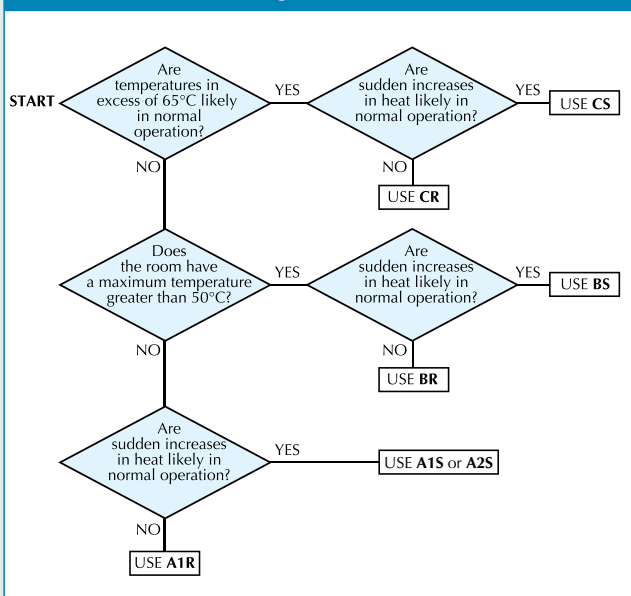 START
Are
temperatures in
excess of 65°C likely
in normal
operation?
YES
Are
sudden increases
in heat likely in
normal operation?
YES
USE CS
NO
NO
USE CR
Does
the room have
a maximum temperature
greater than 50°C?
YES
Are
sudden increases
in heat likely in
normal operation?
YES
USE BS
NO
NO
USE BR
Are
sudden increases
in heat likely in
normal operation?
YES
USE A1S or A2S
NO
USE A1R